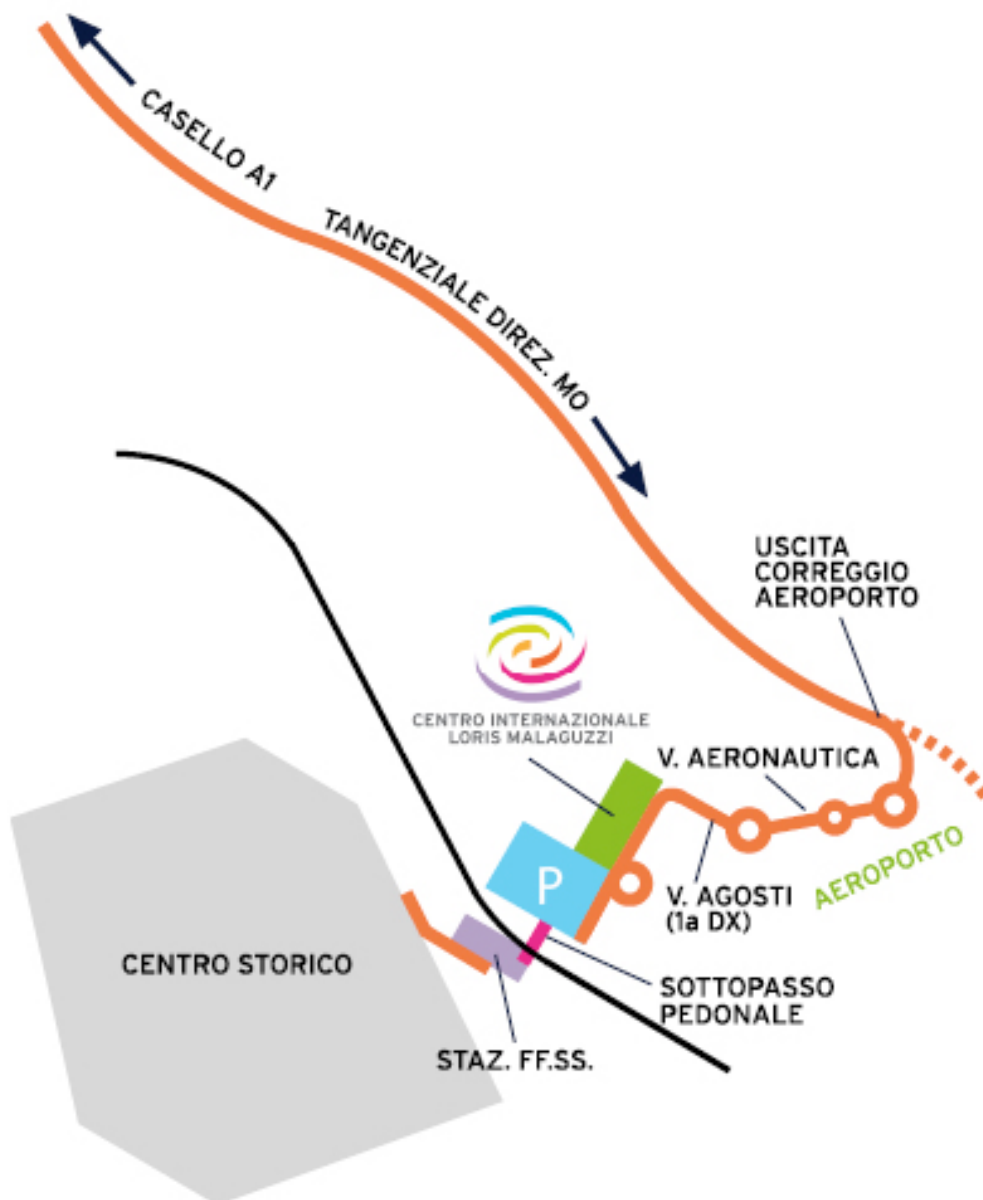 CASELLO A1
TANGENZIALE DIREZ. MO
USCITA
CORREGGIO
AEROPORTO
CENTRO INTERNAZIONALE
LORIS MALAGUZZI
V. AERONAUTICA
AEROPORTO
P
V. AGOSTI
(1a DX)
CENTRO STORICO
SOTTOPASSO
PEDONALE
STAZ. FF.SS.